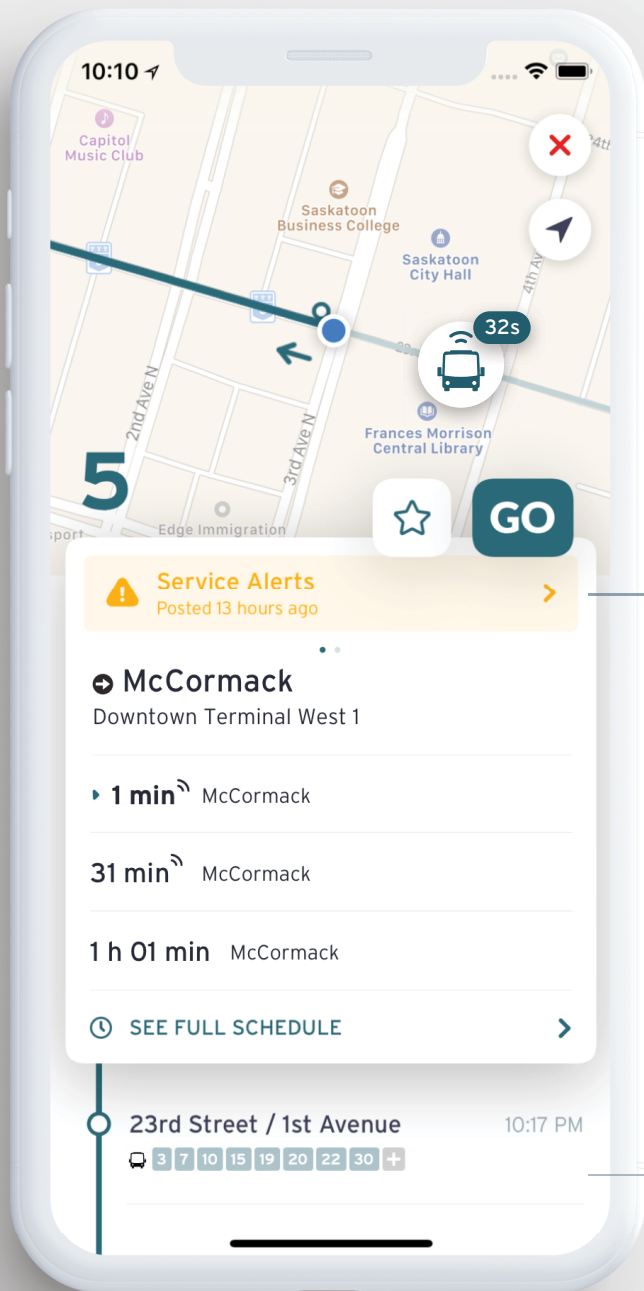 10:10
Capitol
Music Club
24th
Saskatoon
Business College
Saskatoon
City Hall
4th Av
32s
2nd Ave N
3rd Ave N
Frances Morrison
Central Library
5
Edge Immigration
sport
GO
Service Alerts
Posted 13 hours ago
McCormack
Downtown Terminal West 1
1 min McCormack
31 min McCormack
1 h 01 min McCormack
SEE FULL SCHEDULE
23rd Street / 1st Avenue 10:17 PM
3 7 10 15 19 20 22 30 +